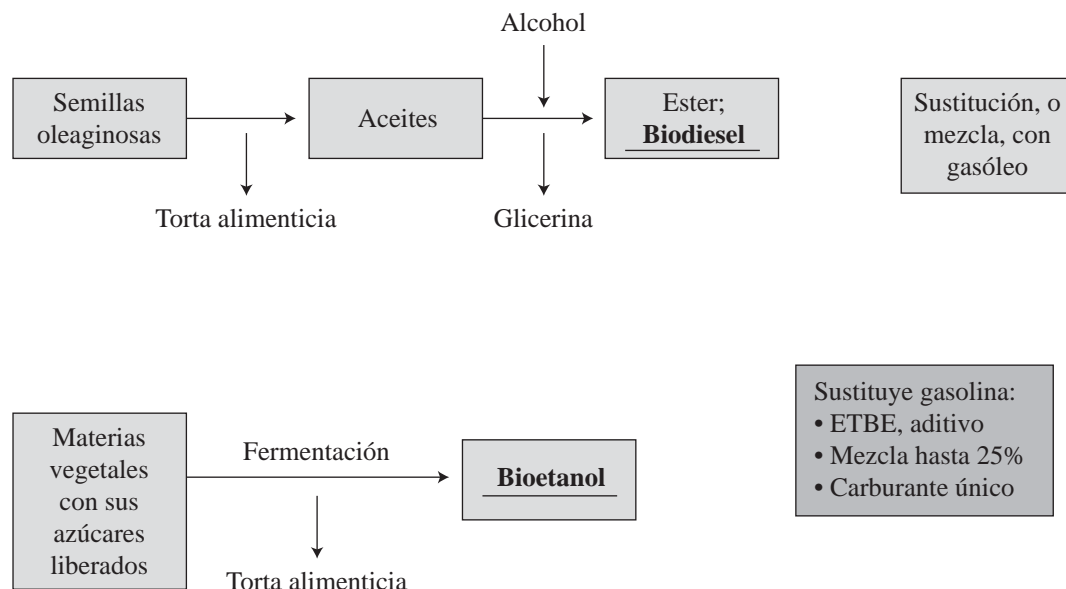 Alcohol
Semillas
oleaginosas
Aceites
Ester;
Biodiesel
Sustitución, o
mezcla, con
gasóleo
Torta alimenticia
Glicerina
Sustituye gasolina:
• ETBE, aditivo
• Mezcla hasta 25%
• Carburante único
Materias
vegetales
con sus
azúcares
liberados
Fermentación
Bioetanol
Torta alimenticia